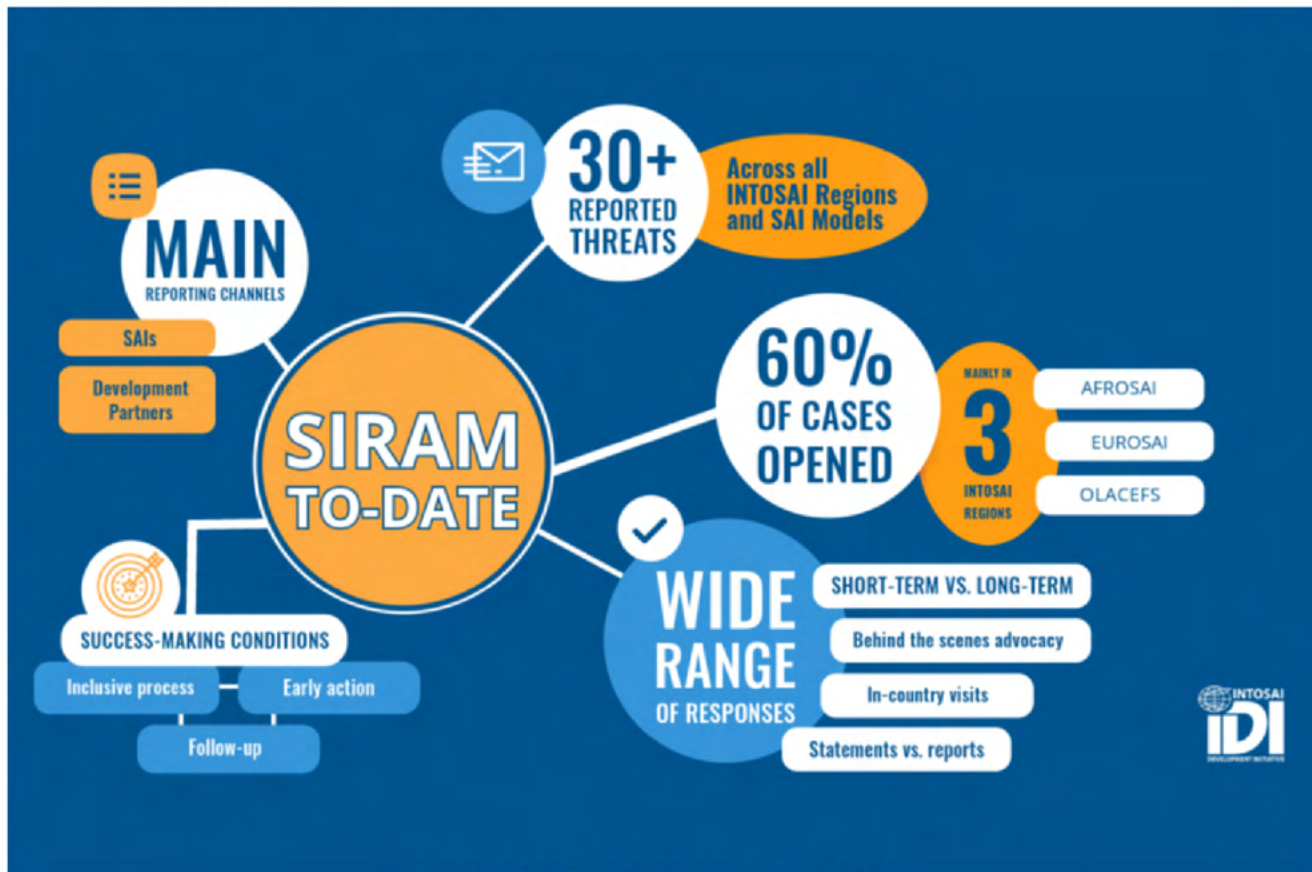 MAIN
REPORTING CHANNELS
SAIs
Development
Partners
30+
REPORTED
THREATS
Across all
INTOSAI Regions
and SAI Models
SIRAM
TO-DATE
60%
OF CASES
OPENED
MAINLY IN
3
INTOSAI
REGIONS
AFROSAI
EUROSAI
OLACEFS
SUCCESS-MAKING CONDITIONS
Inclusive process
Early action
Follow-up
WIDE
RANGE
OF RESPONSES
SHORT-TERM VS. LONG-TERM
Behind the scenes advocacy
In-country visits
Statements vs. reports
INTOSAI
IDI
DEVELOPMENT INITIATIVE